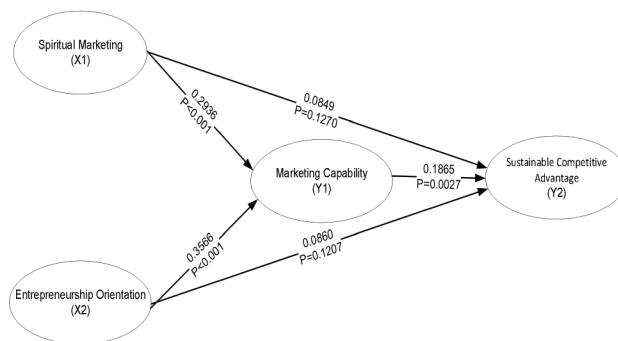 Spiritual Marketing
(X1)
0.0849
P=0.1270
0.2936
P<0.001
Marketing Capability
(Y1)
0.1865
P=0.0027
Sustainable Competitive
Advantage
(Y2)
0.3566
P<0.001
0.0860
P=0.1207
Entrepreneurship Orientation
(X2)